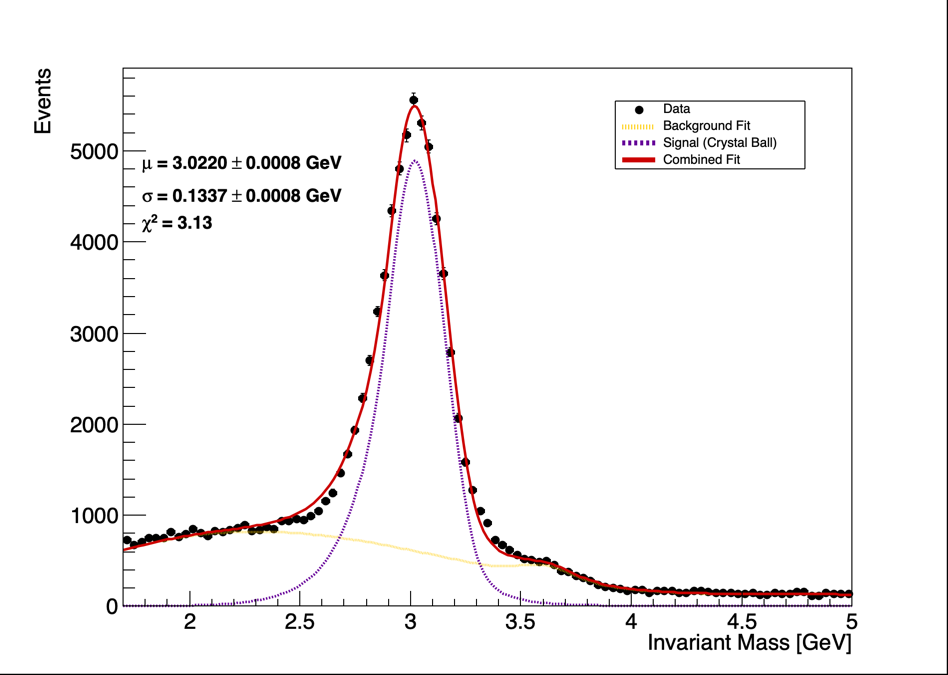 Events
5000
4000
3000
2000
1000
0
μ = 3.0220 ± 0.0008 GeV
σ = 0.1337 ± 0.0008 GeV
χ² = 3.13
Data
Background Fit
Signal (Crystal Ball)
Combined Fit
2 2.5 3 3.5 4 4.5 5
Invariant Mass [GeV]